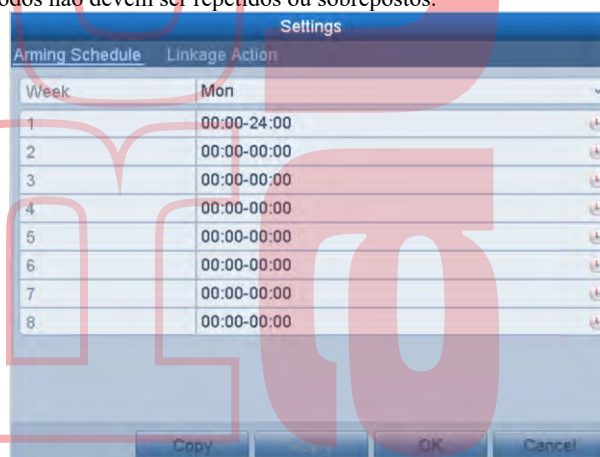 odos não devem ser repetidos ou sobrepostos.
Settings
Arming Schedule Linkage Action
Week Mon
1 00:00-24:00
2 00:00-00:00
3 00:00-00:00
4 00:00-00:00
5 00:00-00:00
6 00:00-00:00
7 00:00-00:00
8 00:00-00:00
Copy OK Cancel